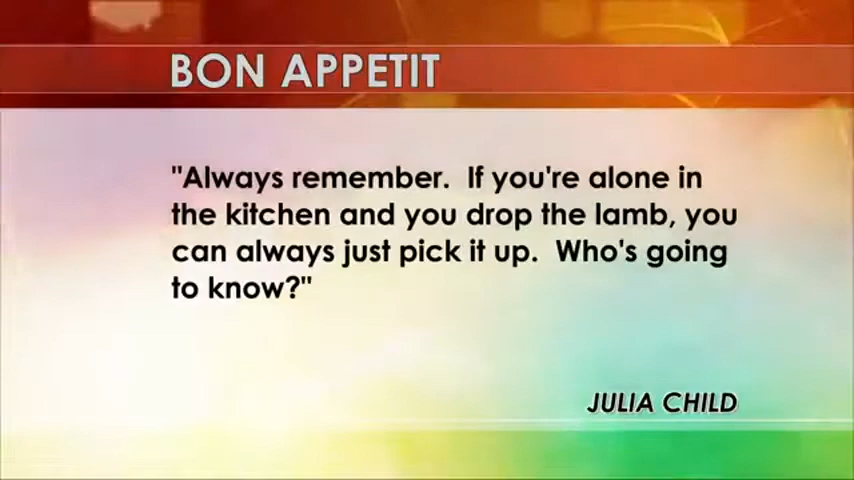 BON APPETIT
"Always remember.  If you're alone in
the kitchen and you drop the lamb, you
can always just pick it up.  Who's going
to know?"
JULIA CHILD